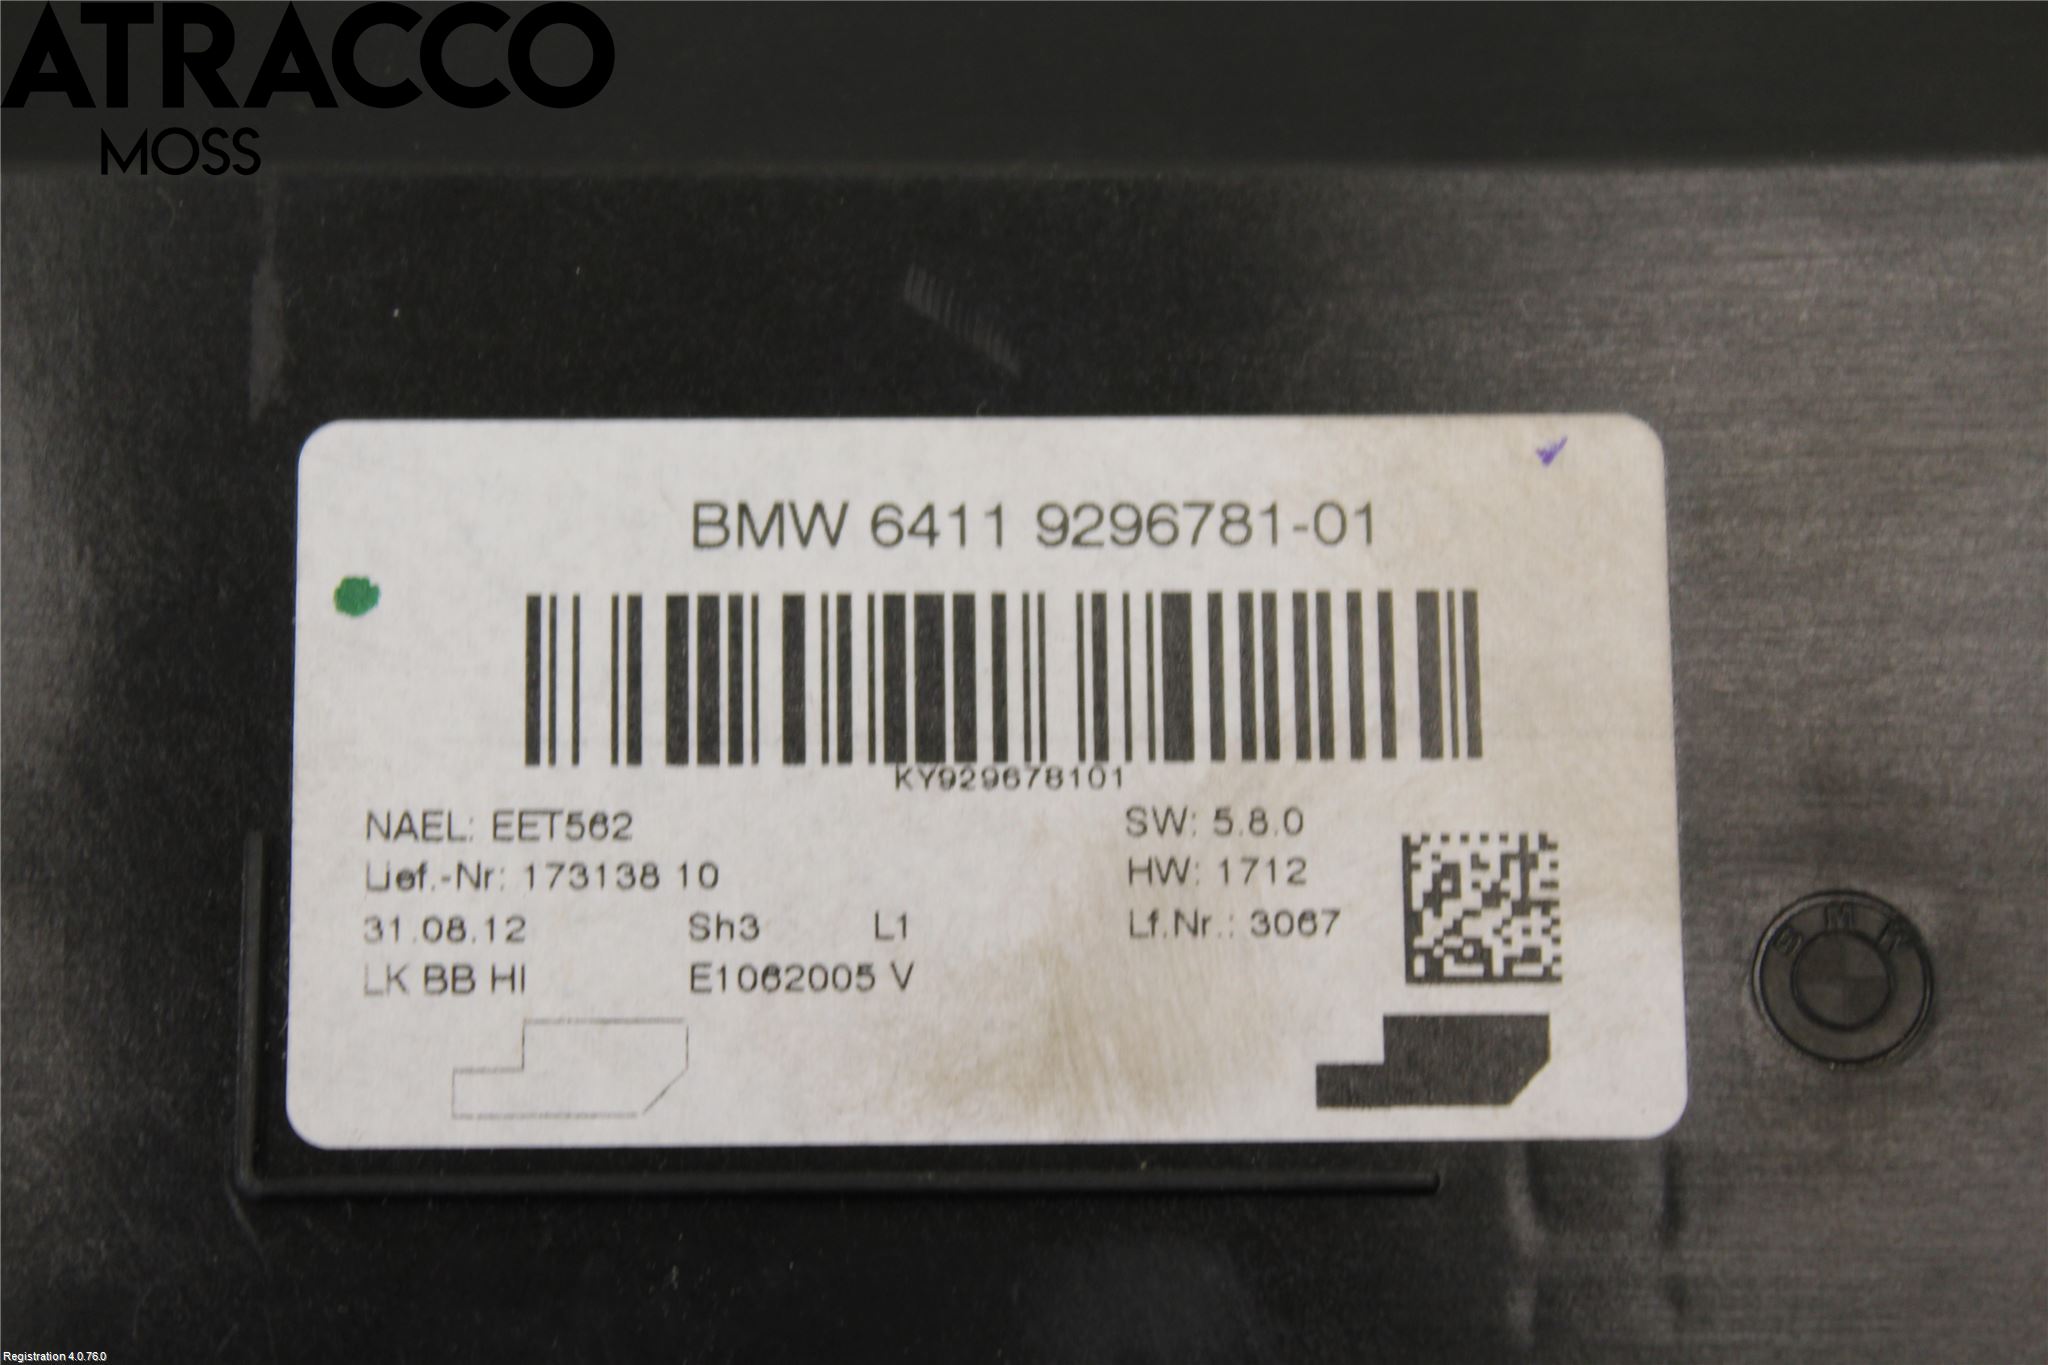 ATRACCO
MOSS
BMW 6411 9296781-01
KY929678101
NAEL: EET562
SW: 5.8.0
Lief.-Nr: 173138 10
HW: 1712
31.08.12 Sh3 L1
Lf.Nr.: 3067
LK BB HI E1062005 V
BMW
Registration 4.0.76.0